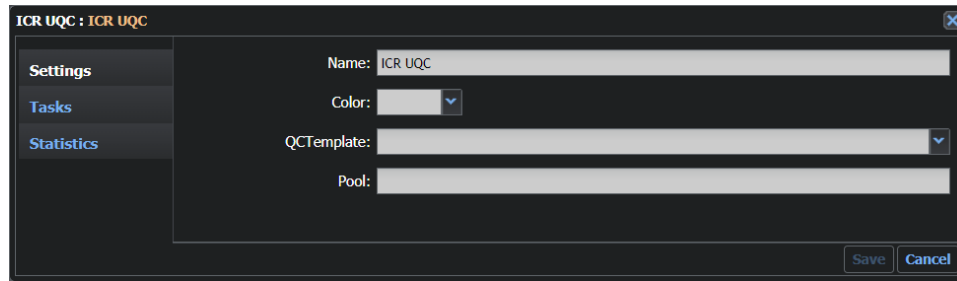 ICR UQC : ICR UQC
Settings
Tasks
Statistics
Name: ICR UQC
Color:
QCTemplate:
Pool:
Save Cancel